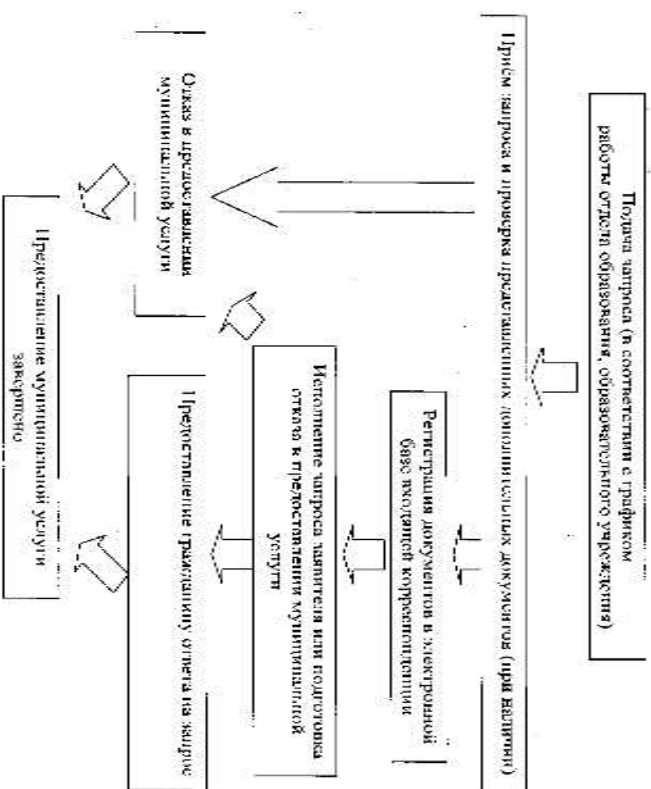 Подача запроса (в соответствии с графиком
работы отдела образования, образовательного учреждения)
Приём запроса и проверка представленных дополнительных документов (при наличии)
Регистрация документов в электронной
базе входящей корреспонденции
Отказ в предоставлении
муниципальной услуги
Исполнение запроса заявителя или подготовка
отказа в предоставлении муниципальной
услуги
Предоставление гражданину ответа на запрос
Предоставление муниципальной услуги
завершено